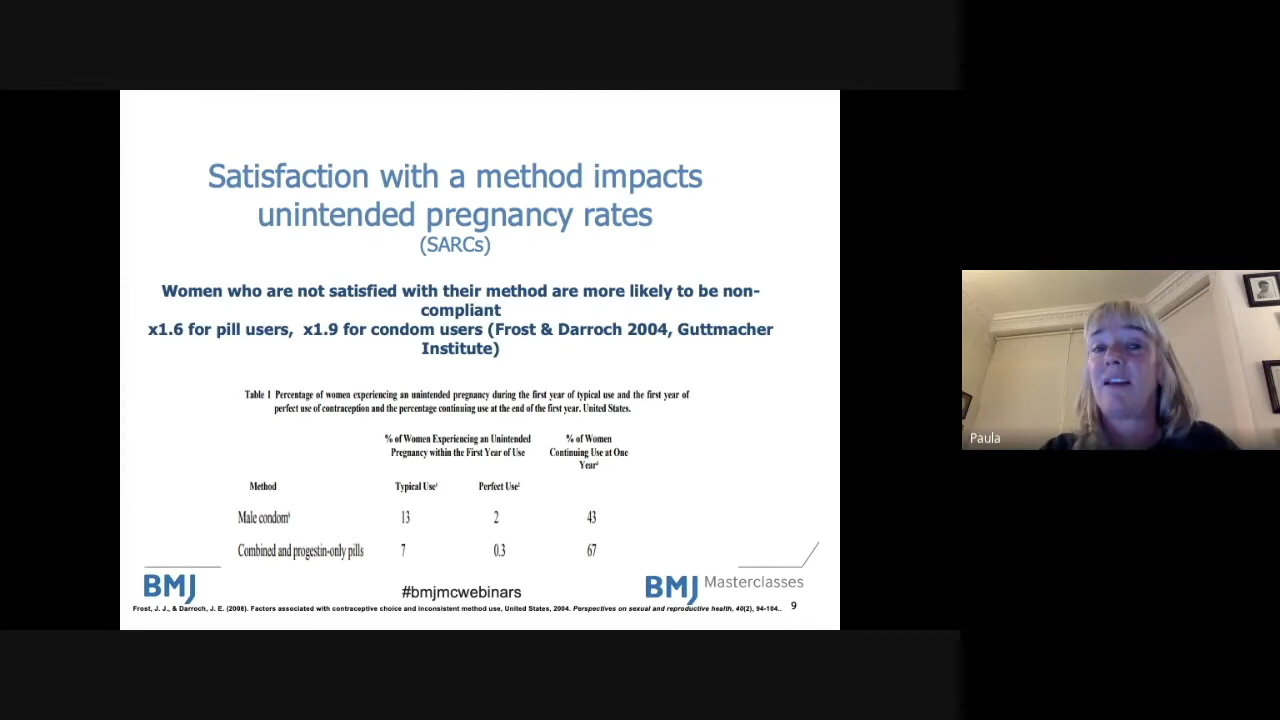 Satisfaction with a method impacts
unintended pregnancy rates
(SARCs)
Women who are not satisfied with their method are more likely to be non-
compliant
x1.6 for pill users, x1.9 for condom users (Frost & Darroch 2004, Guttmacher
Institute)
Table 1 Percentage of women experiencing an unintended pregnancy during the first year of typical use and the first year of
perfect use of contraception and the percentage continuing use at the end of the first year. United States.
% of Women Experiencing an Unintended
Pregnancy within the First Year of Use
% of Women
Continuing Use at One
Year³
Method Typical Use¹ Perfect Use²
Male condom⁸ 13 2 43
Combined and progestin-only pills 7 0.3 67
BMJ
#bmjmcwebinars
BMJ Masterclasses
Frost, J. J., & Darroch, J. E. (2008). Factors associated with contraceptive choice and inconsistent method use, United States, 2004. Perspectives on sexual and reproductive health, 40(2), 94-104..
9
Paula